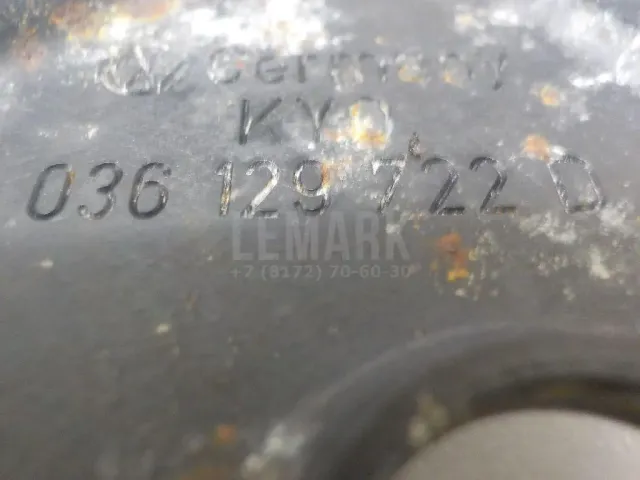 Germany
KYO
036 129 722 D
LEMARK
+7 (8172) 70-60-30